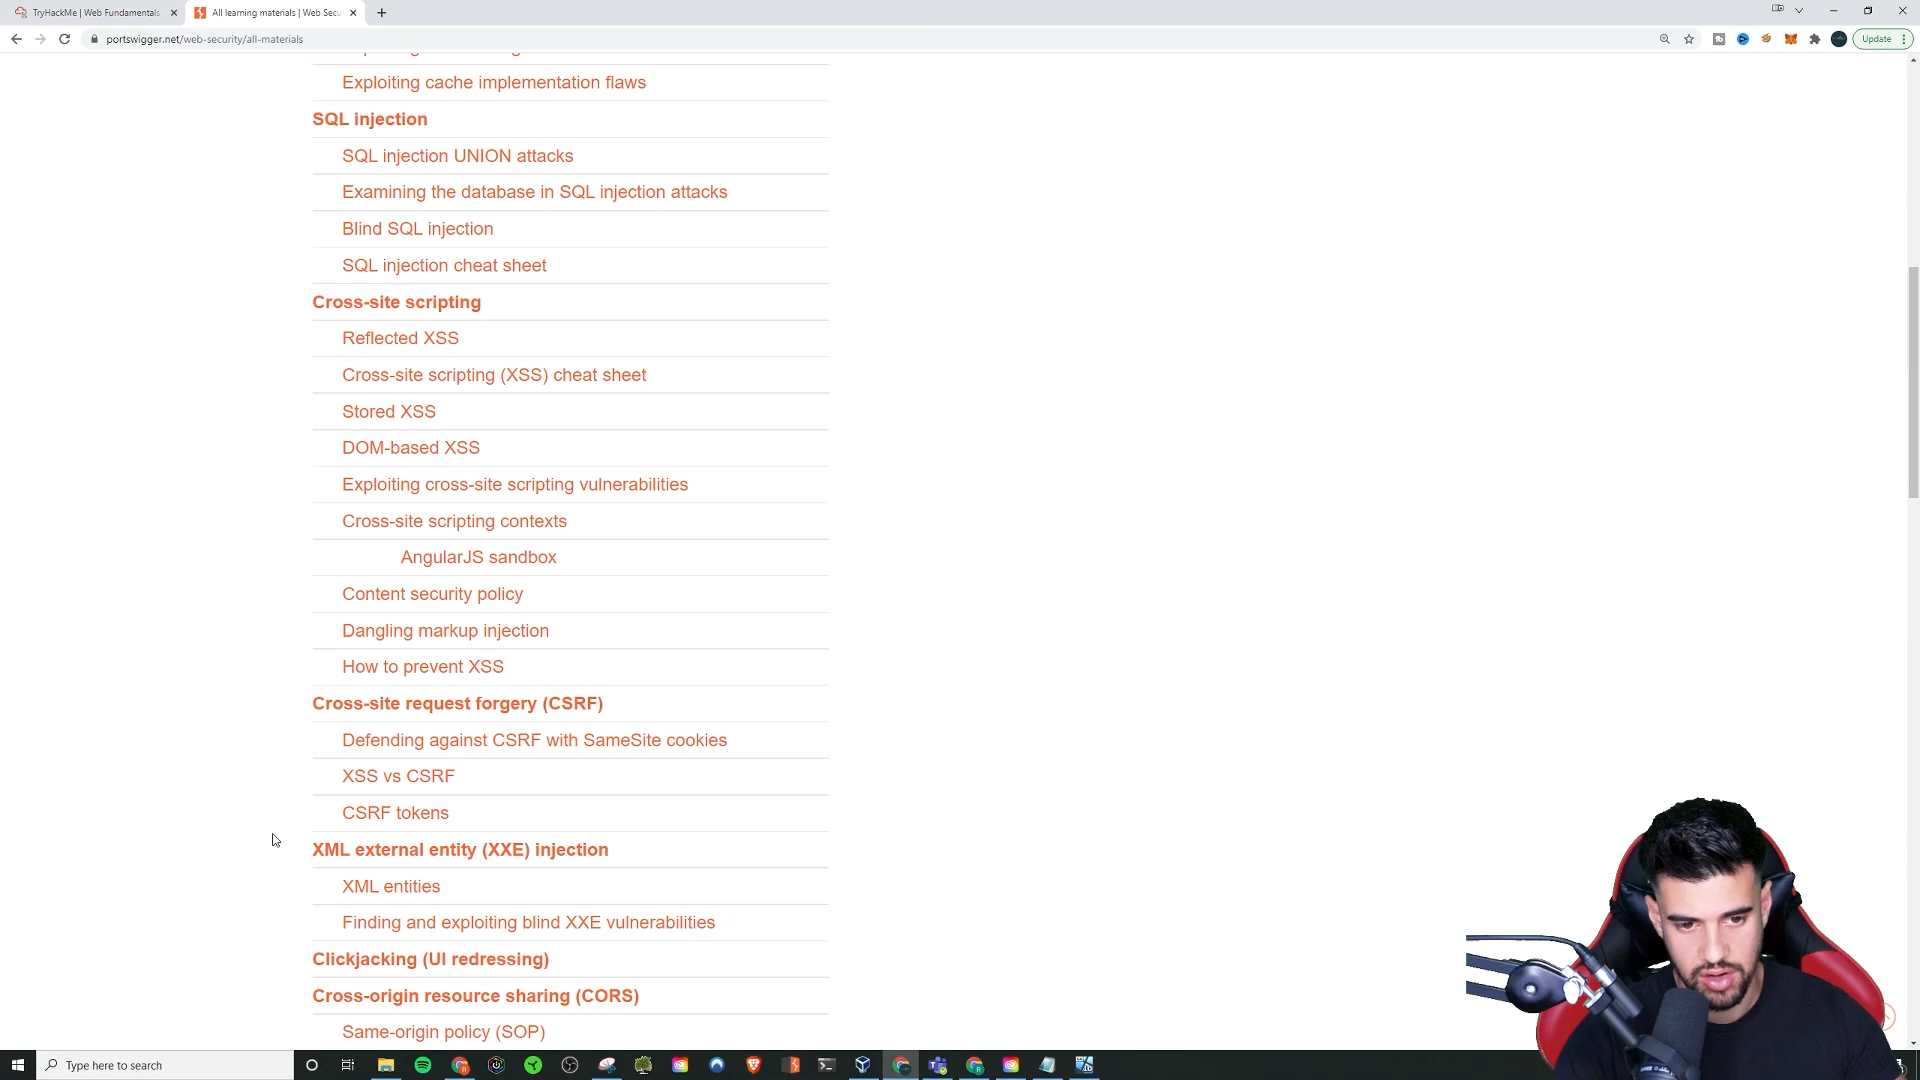 TryHackMe | Web Fundamentals
All learning materials | Web Secu
portswigger.net/web-security/all-materials
Update
Exploiting cache implementation flaws
SQL injection
SQL injection UNION attacks
Examining the database in SQL injection attacks
Blind SQL injection
SQL injection cheat sheet
Cross-site scripting
Reflected XSS
Cross-site scripting (XSS) cheat sheet
Stored XSS
DOM-based XSS
Exploiting cross-site scripting vulnerabilities
Cross-site scripting contexts
AngularJS sandbox
Content security policy
Dangling markup injection
How to prevent XSS
Cross-site request forgery (CSRF)
Defending against CSRF with SameSite cookies
XSS vs CSRF
CSRF tokens
XML external entity (XXE) injection
XML entities
Finding and exploiting blind XXE vulnerabilities
Clickjacking (UI redressing)
Cross-origin resource sharing (CORS)
Same-origin policy (SOP)
Type here to search